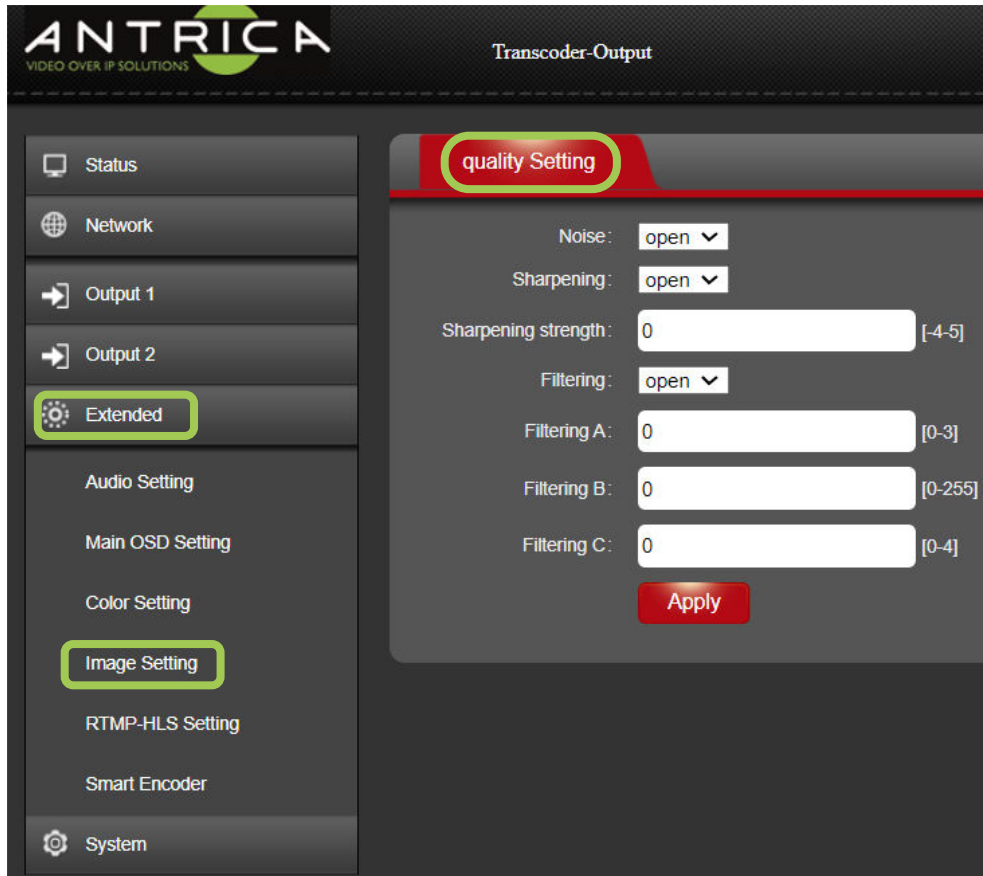 ANTRICA
VIDEO OVER IP SOLUTIONS
Transcoder-Output
Status
Network
Output 1
Output 2
Extended
Audio Setting
Main OSD Setting
Color Setting
Image Setting
RTMP-HLS Setting
Smart Encoder
System
quality Setting
Noise: open
Sharpening: open
Sharpening strength: 0 [-4-5]
Filtering: open
Filtering A: 0 [0-3]
Filtering B: 0 [0-255]
Filtering C: 0 [0-4]
Apply